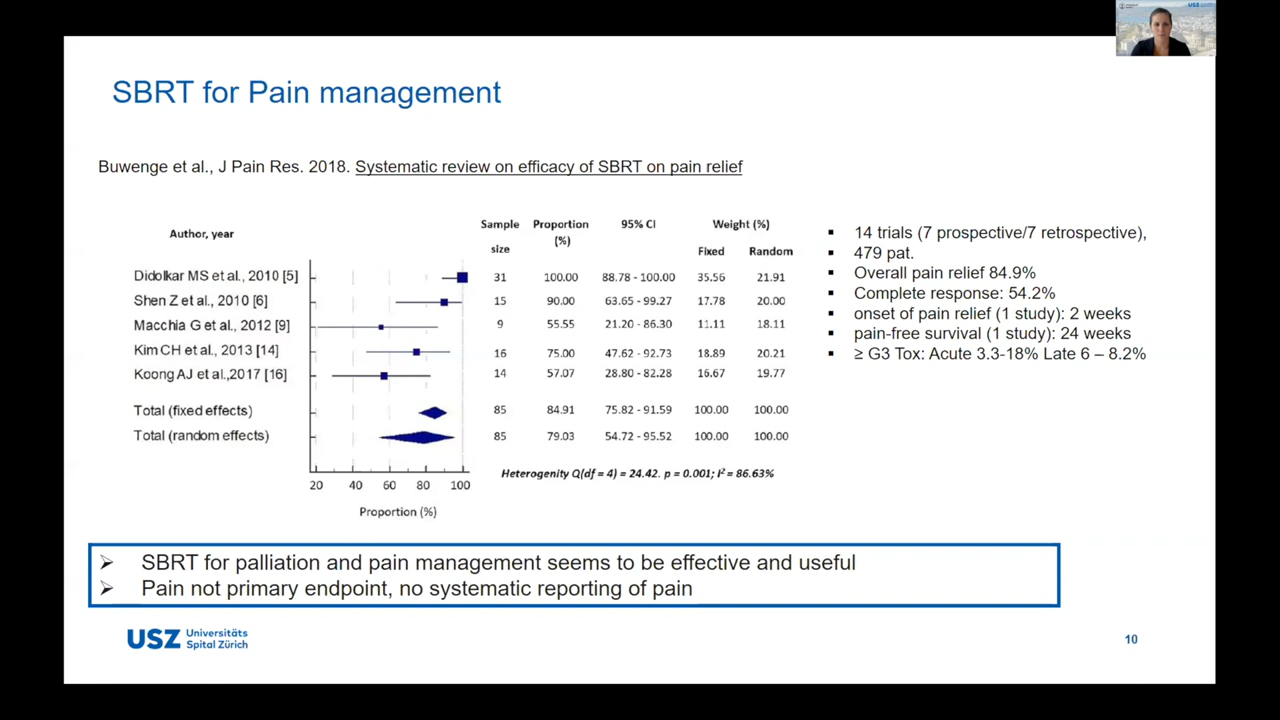 SBRT for Pain management
Buwenge et al., J Pain Res. 2018. Systematic review on efficacy of SBRT on pain relief
Author, year Sample size Proportion (%) 95% CI Weight (%) Fixed Random
Didolkar MS et al., 2010 [5] 31 100.00 88.78 - 100.00 35.56 21.91
Shen Z et al., 2010 [6] 15 90.00 63.65 - 99.27 17.78 20.00
Macchia G et al., 2012 [9] 9 55.55 21.20 - 86.30 11.11 18.11
Kim CH et al., 2013 [14] 16 75.00 47.62 - 92.73 18.89 20.21
Koong AJ et al.,2017 [16] 14 57.07 28.80 - 82.28 16.67 19.77
Total (fixed effects) 85 84.91 75.82 - 91.59 100.00 100.00
Total (random effects) 85 79.03 54.72 - 95.52 100.00 100.00
Heterogenity Q(df = 4) = 24.42. p = 0.001; I² = 86.63%
20 40 60 80 100
Proportion (%)
▪ 14 trials (7 prospective/7 retrospective),
▪ 479 pat.
▪ Overall pain relief 84.9%
▪ Complete response: 54.2%
▪ onset of pain relief (1 study): 2 weeks
▪ pain-free survival (1 study): 24 weeks
▪ ≥ G3 Tox: Acute 3.3-18% Late 6 – 8.2%
➢ SBRT for palliation and pain management seems to be effective and useful
➢ Pain not primary endpoint, no systematic reporting of pain
USZ Universitäts
Spital Zürich
10